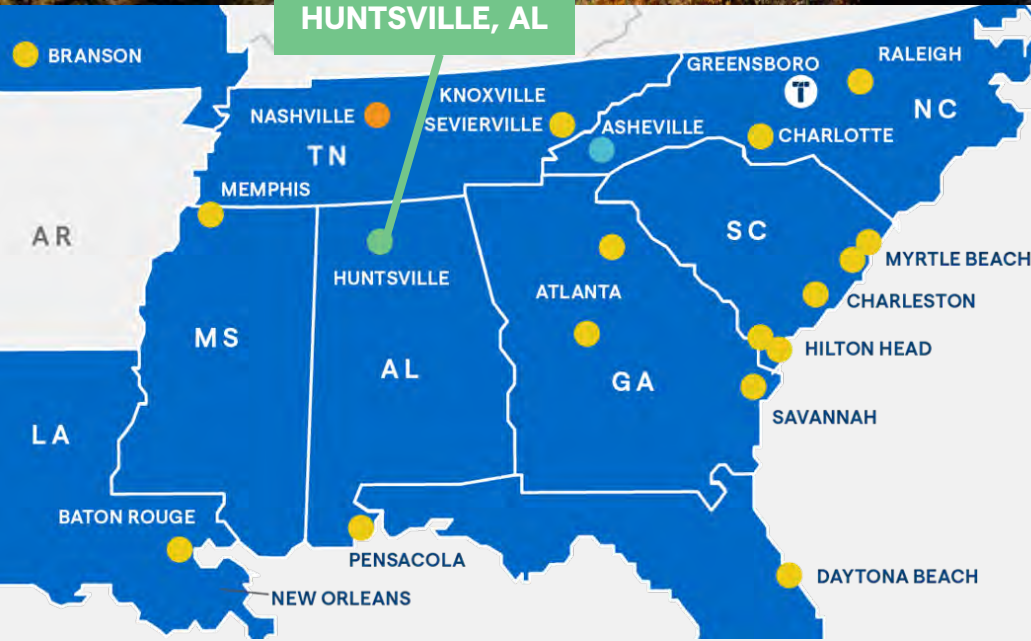 HUNTSVILLE, AL
BRANSON
GREENSBORO
RALEIGH
T
NC
KNOXVILLE
SEVIERVILLE
NASHVILLE
ASHEVILLE
CHARLOTTE
TN
MEMPHIS
AR
SC
MYRTLE BEACH
HUNTSVILLE
ATLANTA
CHARLESTON
MS
AL
HILTON HEAD
GA
SAVANNAH
LA
BATON ROUGE
PENSACOLA
DAYTONA BEACH
NEW ORLEANS